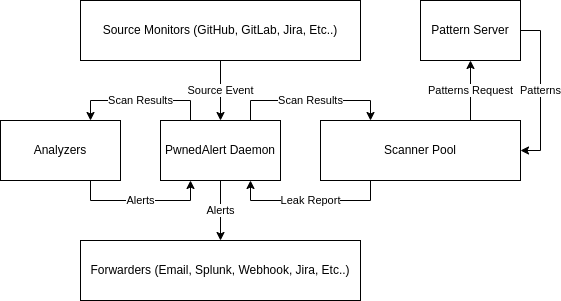 Source Monitors (GitHub, GitLab, Jira, Etc..)
Pattern Server
Source Event
Patterns Request
Patterns
Scan Results
Scan Results
Analyzers
PwnedAlert Daemon
Scanner Pool
Alerts
Alerts
Leak Report
Forwarders (Email, Splunk, Webhook, Jira, Etc..)